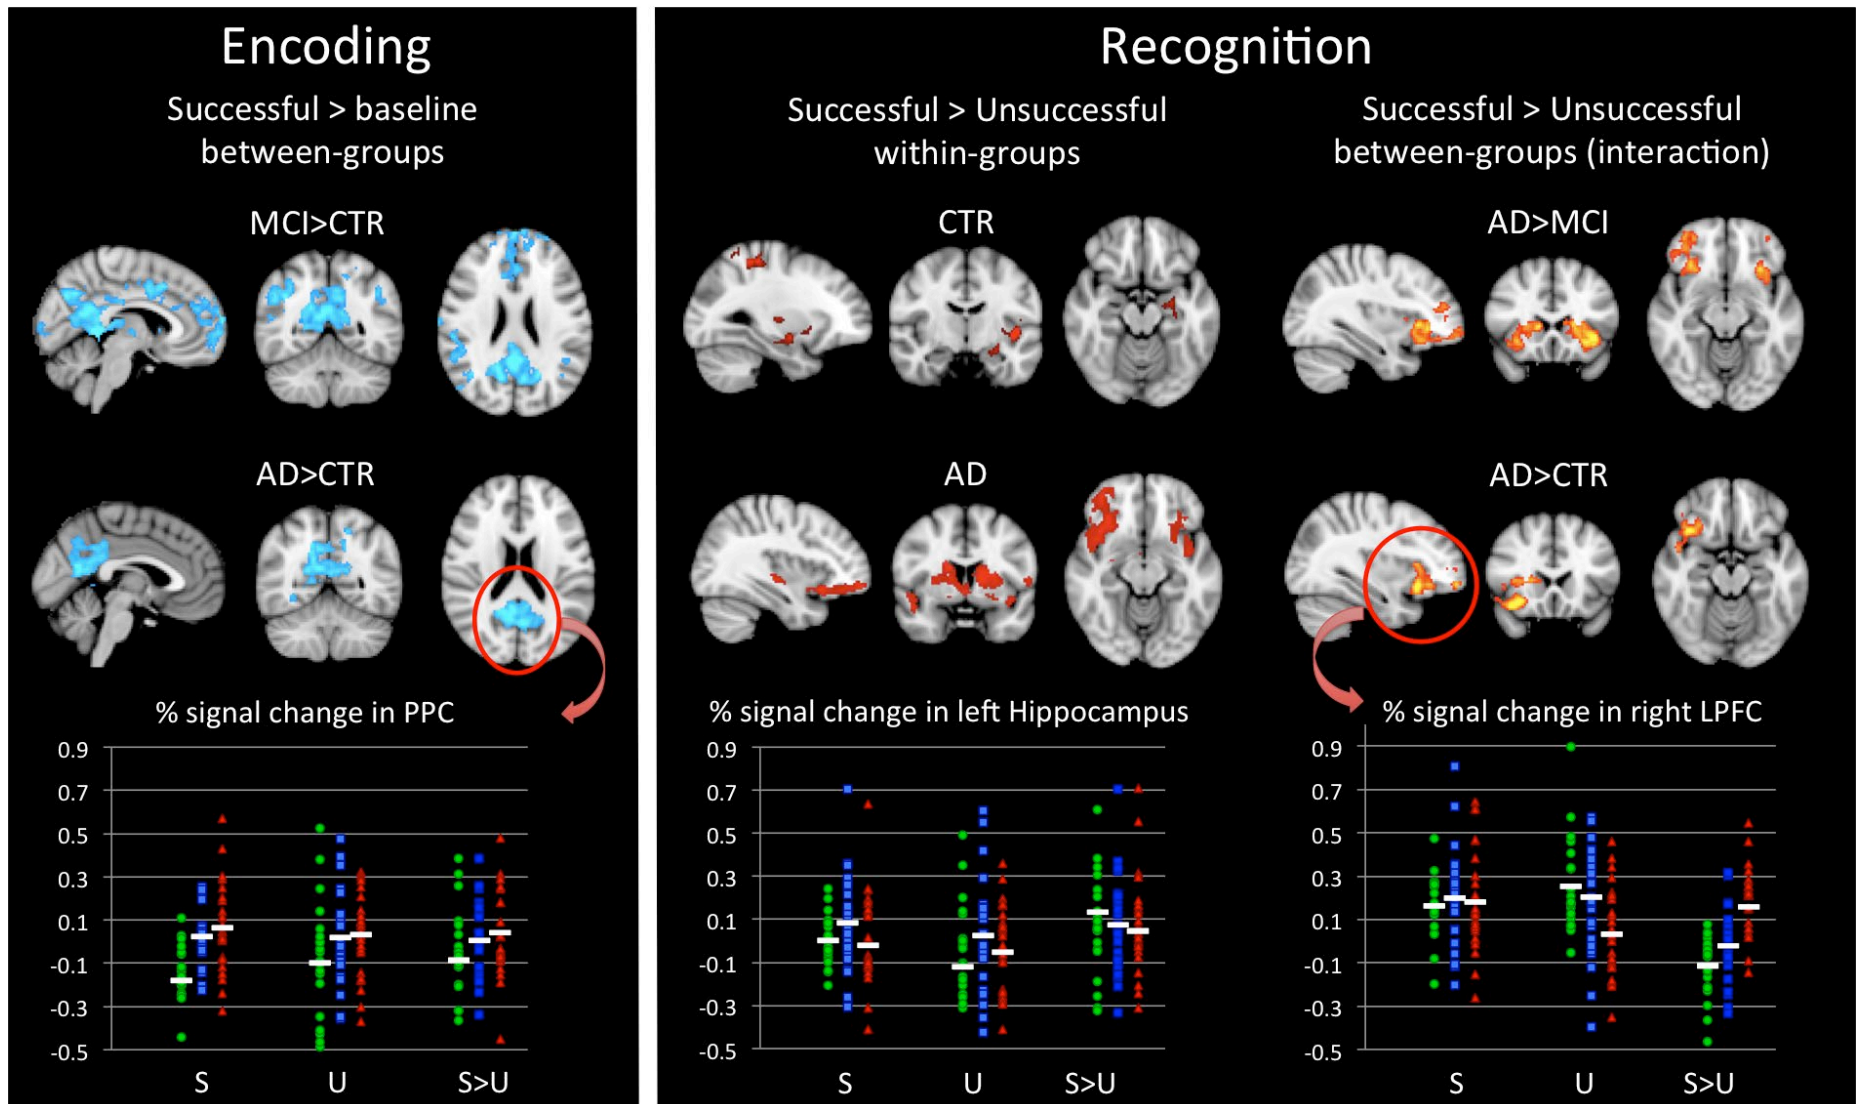 Encoding
Successful > baseline
between-groups
MCI>CTR
AD>CTR
% signal change in PPC
0.9
0.7
0.5
0.3
0.1
-0.1
-0.3
-0.5
S U S>U
Recognition
Successful > Unsuccessful
within-groups
CTR
AD
% signal change in left Hippocampus
0.9
0.7
0.5
0.3
0.1
-0.1
-0.3
-0.5
S U S>U
Successful > Unsuccessful
between-groups (interaction)
AD>MCI
AD>CTR
% signal change in right LPFC
0.9
0.7
0.5
0.3
0.1
-0.1
-0.3
-0.5
S U S>U